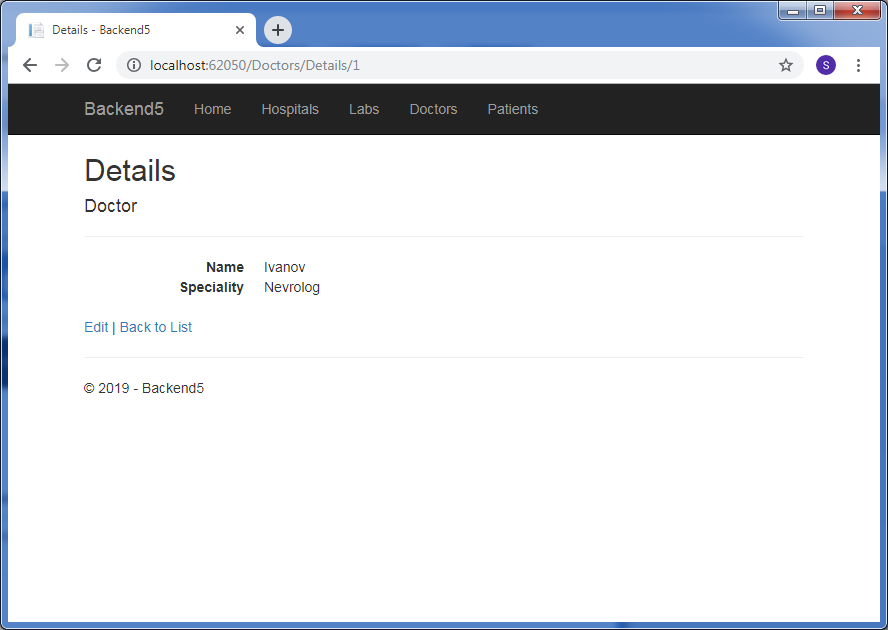 Details - Backend5
localhost:62050/Doctors/Details/1
S
Backend5 Home Hospitals Labs Doctors Patients
Details
Doctor
Name Ivanov
Speciality Nevrolog
Edit | Back to List
© 2019 - Backend5